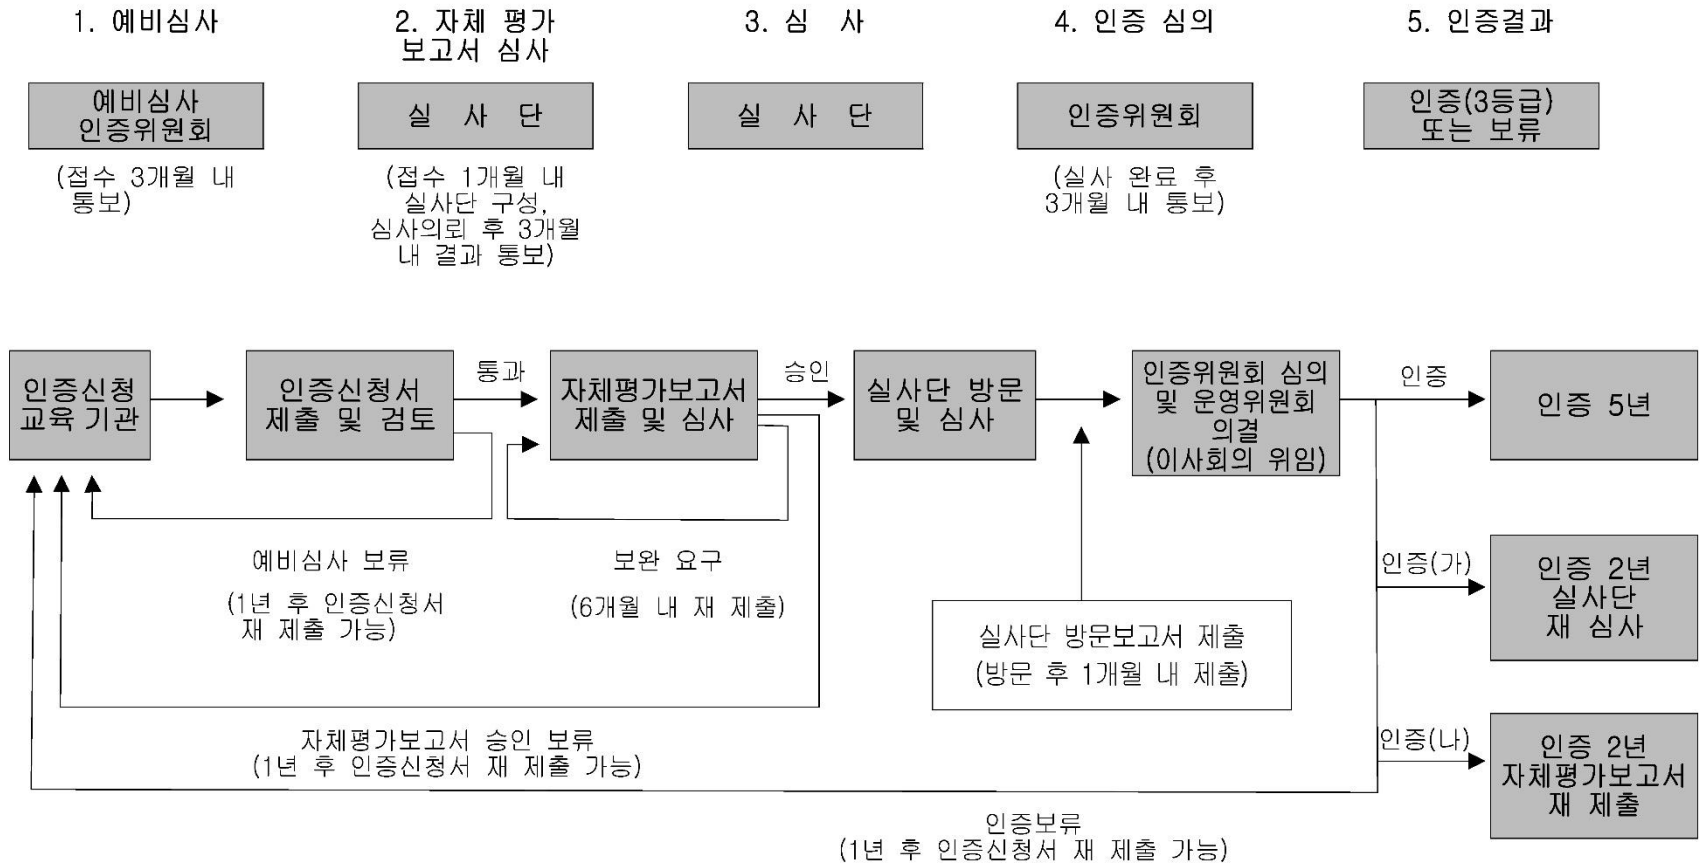 1. 예비심사
2. 자체 평가
보고서 심사
3. 심 사
4. 인증 심의
5. 인증결과
예비심사
인증위원회
실 사 단
실 사 단
인증위원회
인증(3등급)
또는 보류
(접수 3개월 내
통보)
(접수 1개월 내
실사단 구성,
심사의뢰 후 3개월
내 결과 통보)
(실사 완료 후
3개월 내 통보)
인증신청
교육 기관
인증신청서
제출 및 검토
통과
자체평가보고서
제출 및 심사
승인
실사단 방문
및 심사
인증위원회 심의
및 운영위원회
의결
(이사회의 위임)
인증
인증 5년
예비심사 보류
(1년 후 인증신청서
재 제출 가능)
보완 요구
(6개월 내 재 제출)
실사단 방문보고서 제출
(방문 후 1개월 내 제출)
인증(가)
인증 2년
실사단
재 심사
자체평가보고서 승인 보류
(1년 후 인증신청서 재 제출 가능)
인증(나)
인증 2년
자체평가보고서
재 제출
인증보류
(1년 후 인증신청서 재 제출 가능)